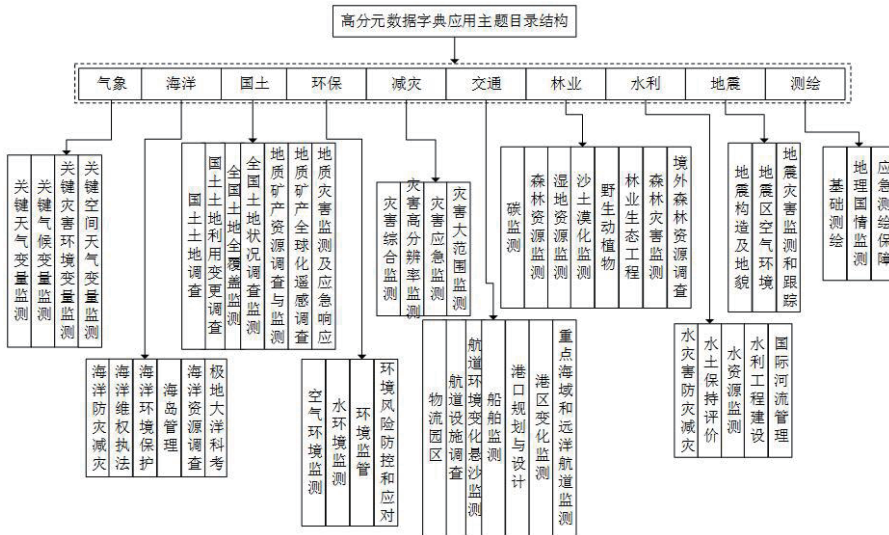 高分元数据字典应用主题目录结构
气象
海洋
国土
环保
减灾
交通
林业
水利
地震
测绘
关键天气变量监测
关键气候变量监测
关键灾害环境变量
关键空间天气变量监测
国土土地调查
国土土地利用变更调查
全国土地全覆盖监测
全国土地状况调查监测
地质矿产资源调查与监测
地质矿产全球化遥感调查
地质灾害监测及应急响应
灾害综合监测
灾害高分辨率监测
灾害应急监测
灾害大范围监测
碳监测
森林资源监测
湿地资源监测
沙土漠化监测
野生动植物
林业生态工程
森林灾害监测
境外森林资源调查
地震构造及地貌
地震区空气环境
地震灾害监测和跟踪
基础测绘
地理国情监测
应急测绘保障
海洋防灾减灾
海洋维权执法
海洋环境保护
海岛管理
海洋资源调查
极地大洋科考
空气环境监测
水环境监测
环境监管
环境风险防控和应对
物流园区
航道设施调查
航道环境变化悬沙监测
船舶监测
港口规划与设计
港区变化监测
重点海域和远洋航道监测
水灾害防灾减灾
水土保持评价
水资源监测
水利工程建设
国际河流管理